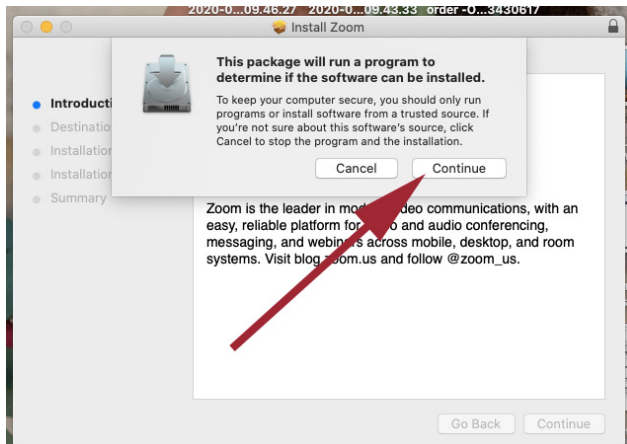 2020-0...09.46.27 2020-0...09.43.33 order -O...3430617
Install Zoom
This package will run a program to
determine if the software can be installed.
To keep your computer secure, you should only run
programs or install software from a trusted source. If
you're not sure about this software's source, click
Cancel to stop the program and the installation.
Cancel Continue
Introducti
Destinatio
Installation
Installation
Summary
Zoom is the leader in modern video communications, with an
easy, reliable platform for video and audio conferencing,
messaging, and webinars across mobile, desktop, and room
systems. Visit blog.zoom.us and follow @zoom_us.
Go Back Continue